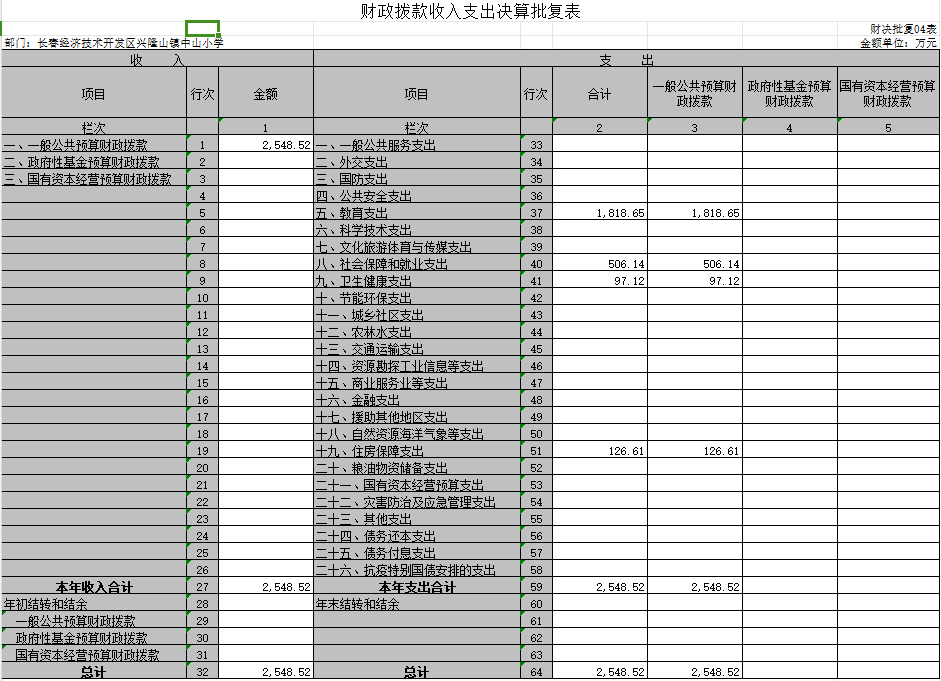 财政拨款收入支出决算批复表
财决批复04表
部门：长春经济技术开发区兴隆山镇中山小学 金额单位：万元
收 入 支 出
项目 行次 金额 项目 行次 合计 一般公共预算财政拨款 政府性基金预算财政拨款 国有资本经营预算财政拨款
栏次 1 栏次 2 3 4 5
一、一般公共预算财政拨款 1 2,548.52 一、一般公共服务支出 33
二、政府性基金预算财政拨款 2 二、外交支出 34
三、国有资本经营预算财政拨款 3 三、国防支出 35
4 四、公共安全支出 36
5 五、教育支出 37 1,818.65 1,818.65
6 六、科学技术支出 38
7 七、文化旅游体育与传媒支出 39
8 八、社会保障和就业支出 40 506.14 506.14
9 九、卫生健康支出 41 97.12 97.12
10 十、节能环保支出 42
11 十一、城乡社区支出 43
12 十二、农林水支出 44
13 十三、交通运输支出 45
14 十四、资源勘探工业信息等支出 46
15 十五、商业服务业等支出 47
16 十六、金融支出 48
17 十七、援助其他地区支出 49
18 十八、自然资源海洋气象等支出 50
19 十九、住房保障支出 51 126.61 126.61
20 二十、粮油物资储备支出 52
21 二十一、国有资本经营预算支出 53
22 二十二、灾害防治及应急管理支出 54
23 二十三、其他支出 55
24 二十四、债务还本支出 56
25 二十五、债务付息支出 57
26 二十六、抗疫特别国债安排的支出 58
本年收入合计 27 2,548.52 本年支出合计 59 2,548.52 2,548.52
年初结转和结余 28 年末结转和结余 60
一般公共预算财政拨款 29 61
政府性基金预算财政拨款 30 62
国有资本经营预算财政拨款 31 63
总计 32 2,548.52 总计 64 2,548.52 2,548.52